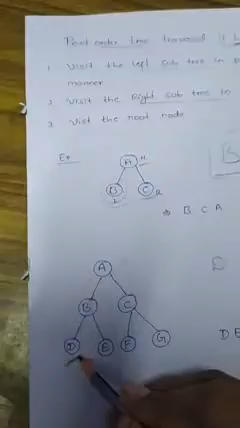 Post order tree traversal
1. Visit the left sub tree in
manner
2. Visit the right sub tree
3. Visit the root node
Ex
A
B C
L R
B C A
A
B C
D E F G
D E